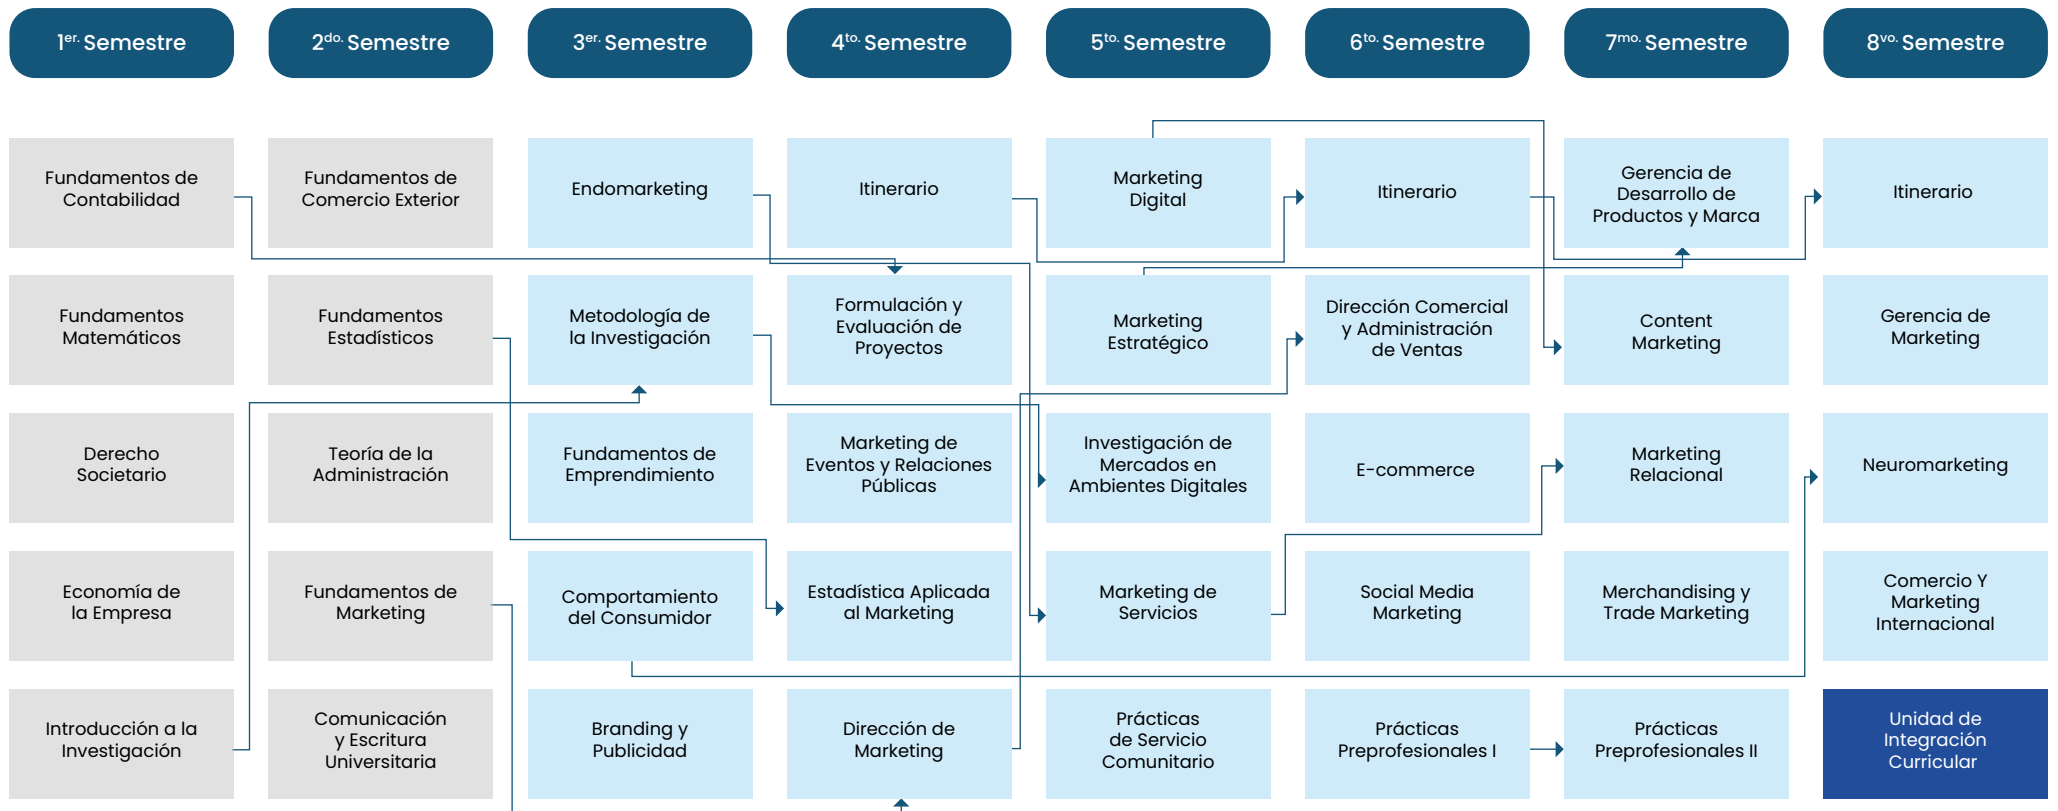 1er. Semestre
2do. Semestre
3er. Semestre
4to. Semestre
5to. Semestre
6to. Semestre
7mo. Semestre
8vo. Semestre
Fundamentos de
Contabilidad
Fundamentos de
Comercio Exterior
Endomarketing
Itinerario
Marketing
Digital
Itinerario
Gerencia de
Desarrollo de
Productos y Marca
Itinerario
Fundamentos
Matemáticos
Fundamentos
Estadísticos
Metodología de
la Investigación
Formulación y
Evaluación de
Proyectos
Marketing
Estratégico
Dirección Comercial
y Administración
de Ventas
Content
Marketing
Gerencia de
Marketing
Derecho
Societario
Teoría de la
Administración
Fundamentos de
Emprendimiento
Marketing de
Eventos y Relaciones
Públicas
Investigación de
Mercados en
Ambientes Digitales
E-commerce
Marketing
Relacional
Neuromarketing
Economía de
la Empresa
Fundamentos de
Marketing
Comportamiento
del Consumidor
Estadística Aplicada
al Marketing
Marketing de
Servicios
Social Media
Marketing
Merchandising y
Trade Marketing
Comercio Y
Marketing
Internacional
Introducción a la
Investigación
Comunicación
y Escritura
Universitaria
Branding y
Publicidad
Dirección de
Marketing
Prácticas
de Servicio
Comunitario
Prácticas
Preprofesionales I
Prácticas
Preprofesionales II
Unidad de
Integración
Curricular